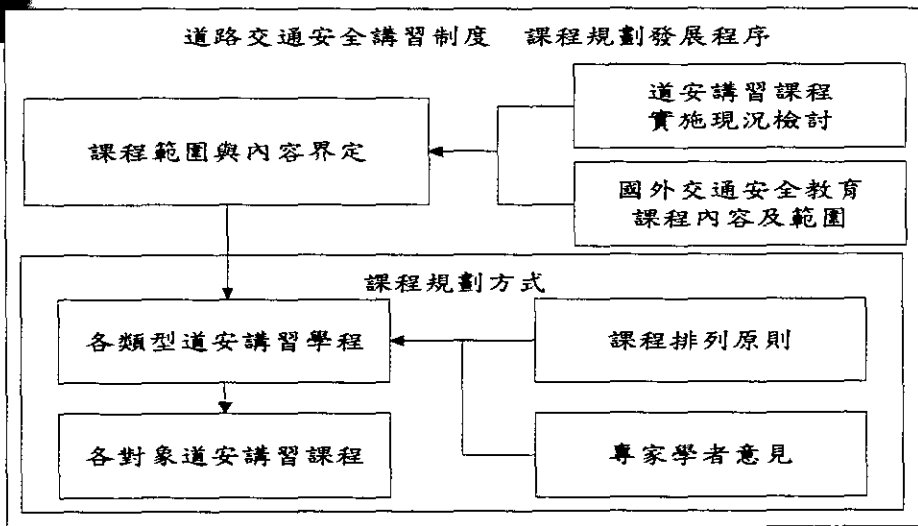 道路交通安全講習制度　課程規劃發展程序
道安講習課程
實施現況檢討
課程範圍與內容界定
國外交通安全教育
課程內容及範圍
課程規劃方式
各類型道安講習學程
課程排列原則
各對象道安講習課程
專家學者意見